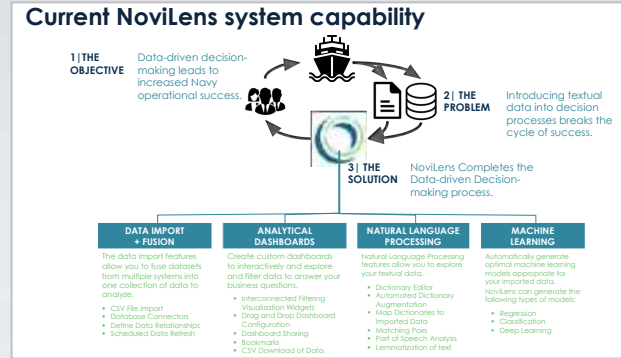 Current NoviLens system capability
1|THE
OBJECTIVE
Data-driven decision-
making leads to
increased Navy
operational success.
2| THE
PROBLEM
Introducing textual
data into decision
processes breaks the
cycle of success.
3| THE
SOLUTION
NoviLens Completes the
Data-driven Decision-
making process.
DATA IMPORT
+ FUSION
The data import features
allow you to fuse datasets
from multiple systems into
one collection of data to
analyze.
• CSV File Import
• Database Connectors
• Define Data Relationships
• Scheduled Data Refresh
ANALYTICAL
DASHBOARDS
Create custom dashboards
to interactively and explore
and filter data to answer your
business questions.
• Interconnected Filtering
Visualization Widgets
• Drag and Drop Dashboard
Configuration
• Dashboard Sharing
• Bookmarks
• CSV Download of Data
NATURAL LANGUAGE
PROCESSING
Natural Language Processing
features allow you to explore
your textual data.
• Dictionary Editor
• Automated Dictionary
Augmentation
• Map Dictionaries to
Imported Data
• Matching Pairs
• Part of Speech Analysis
• Lemmatization of text
MACHINE
LEARNING
Automatically generate
optimal machine learning
models appropriate for
your imported data.
NoviLens can generate the
following types of models:
• Regression
• Classification
• Deep Learning